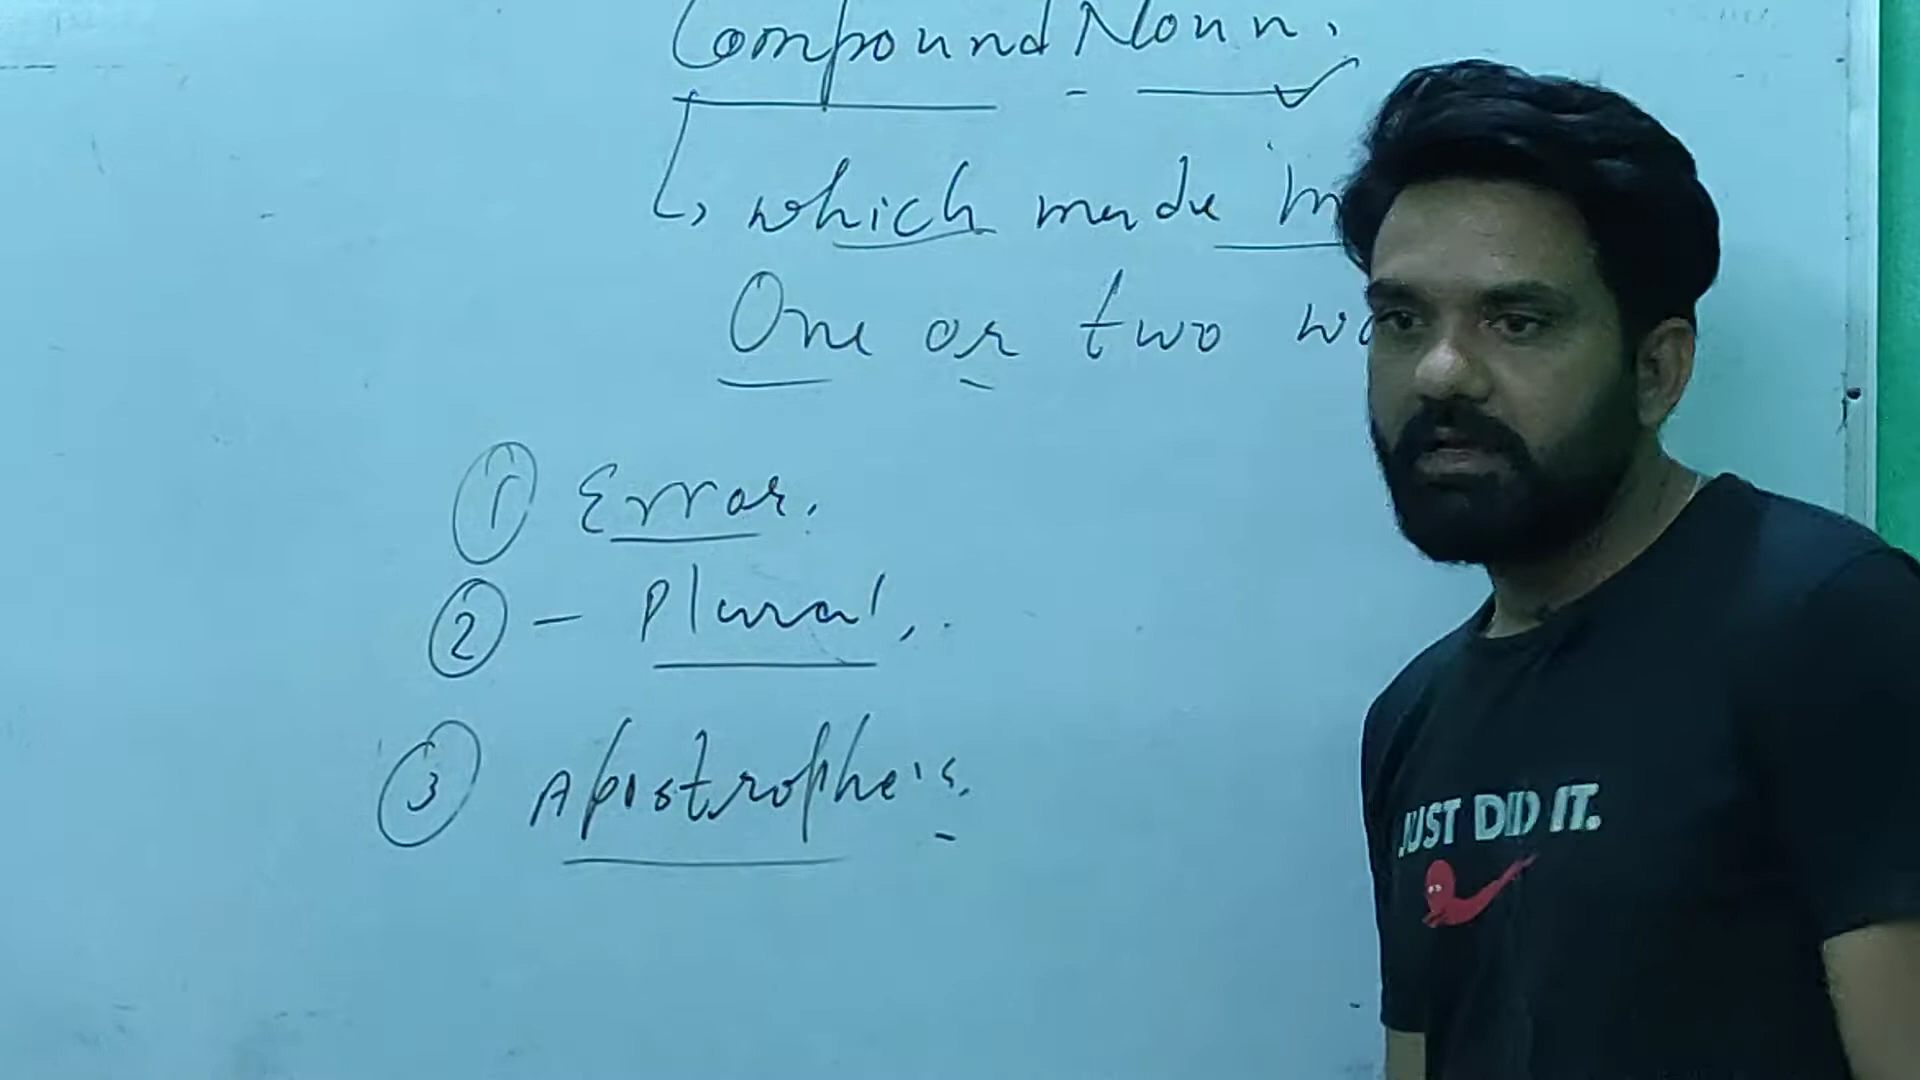 Compound Noun.
which made
One or two
① Error.
② - Plural,.
③ Apostrophe's.
JUST DID IT.